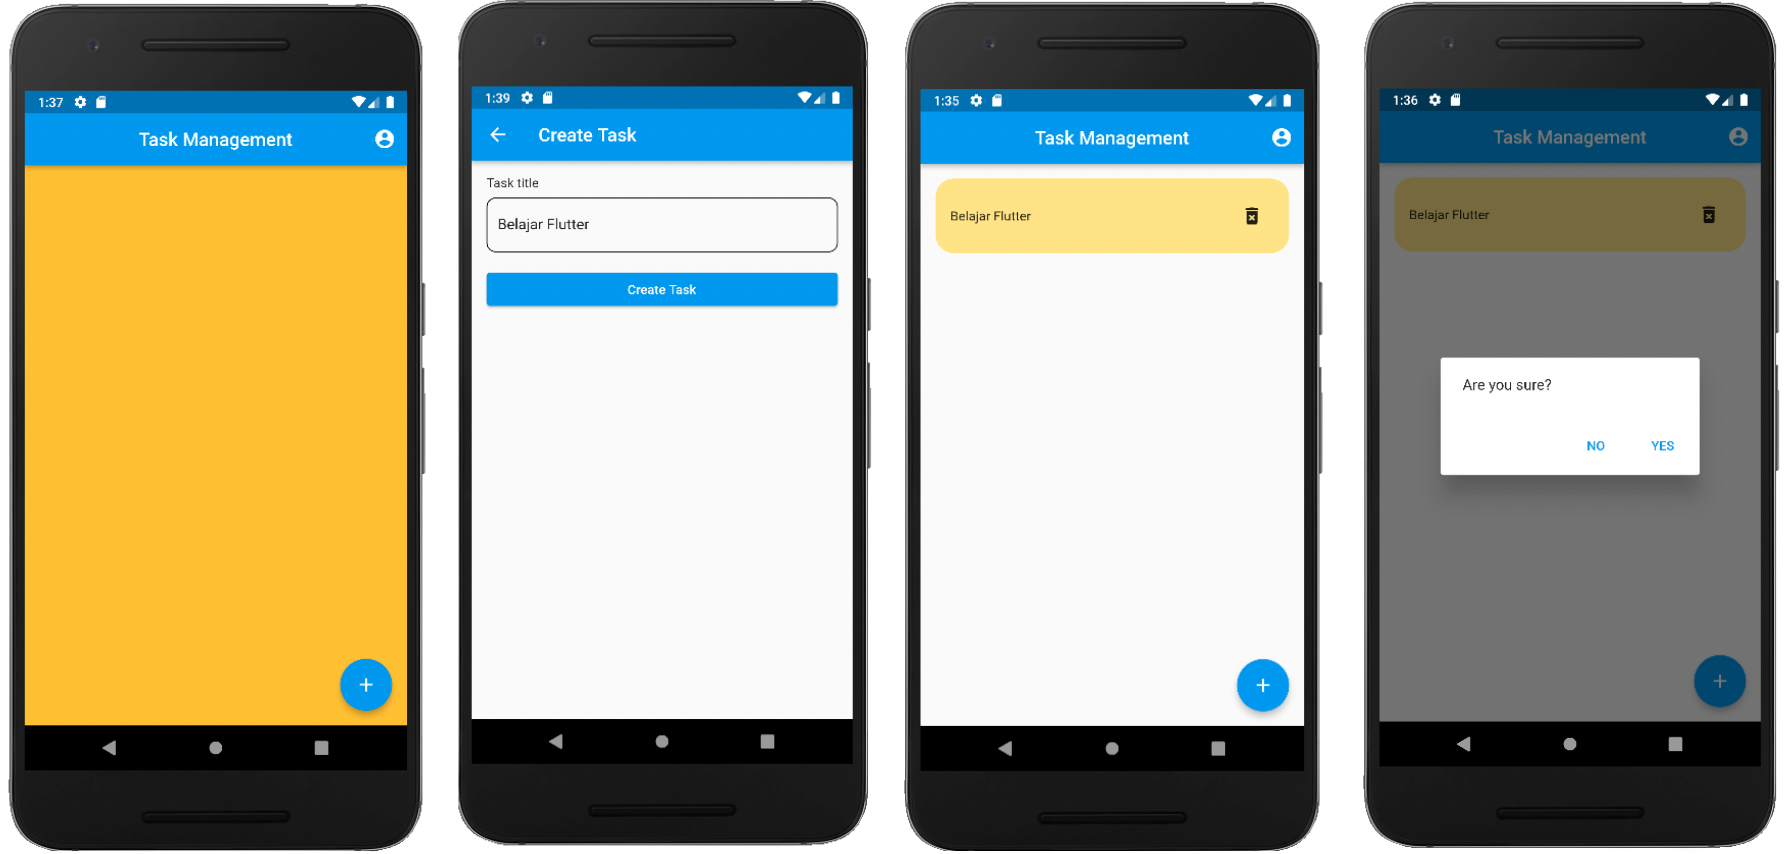 1:37
Task Management
1:39
Create Task
Task title
Belajar Flutter
Create Task
1:35
Task Management
Belajar Flutter
1:36
Task Management
Belajar Flutter
Are you sure?
NO YES